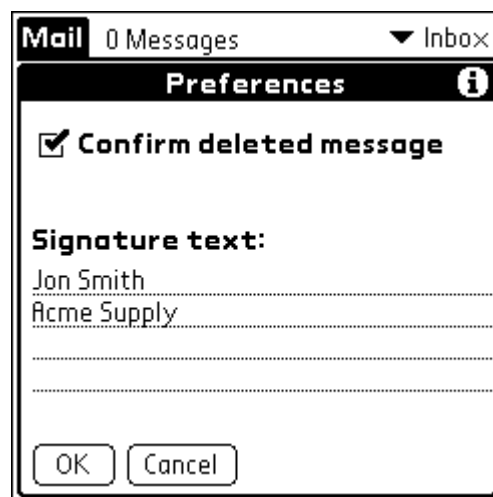 Mail 0 Messages Inbox
Preferences i
Confirm deleted message
Signature text:
Jon Smith
Acme Supply
OK Cancel